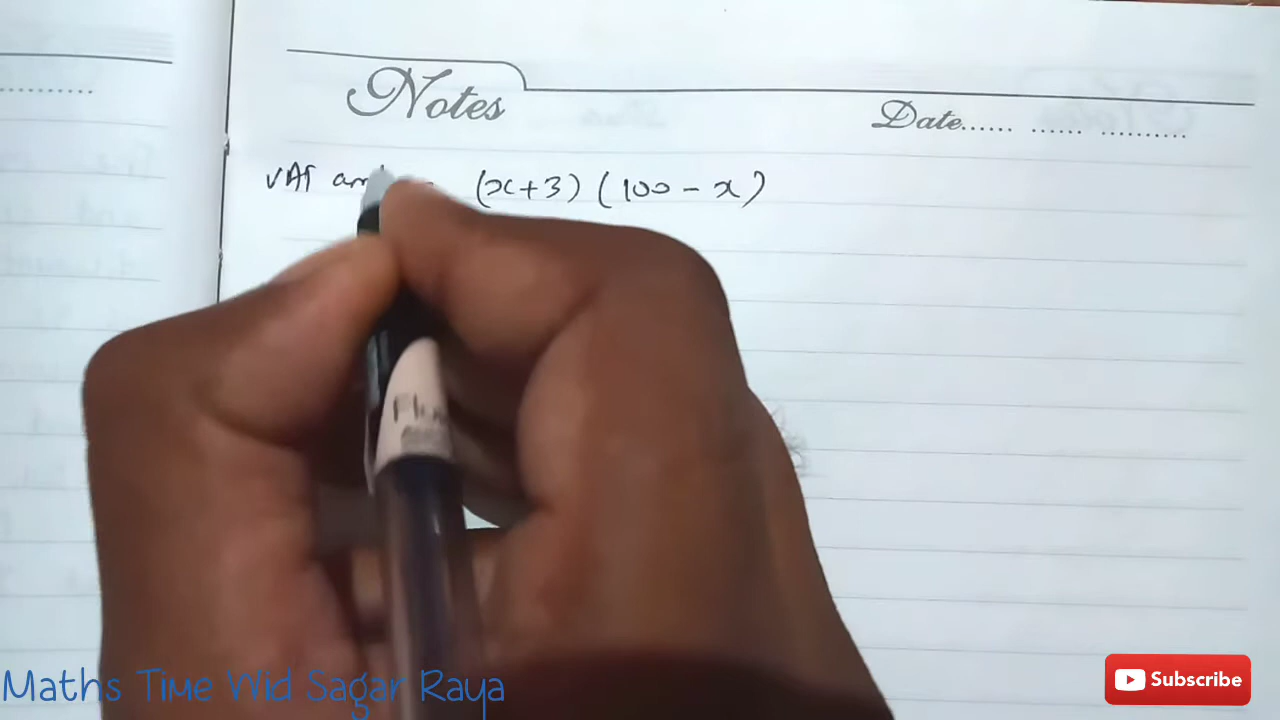 Notes
Date...... ...... ..........
VAT (x+3) (100 - x)
Maths Time Wid Sagar Raya
Subscribe